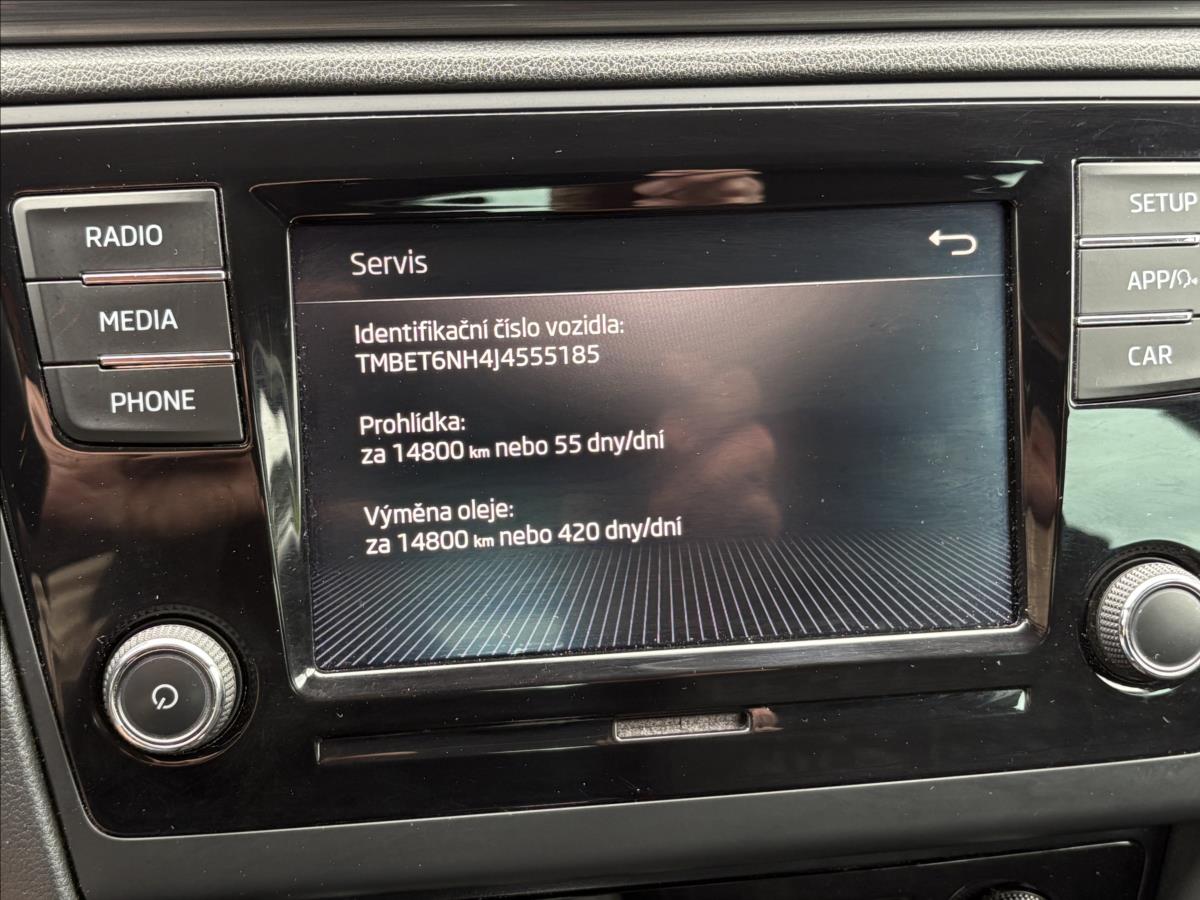 RADIO
MEDIA
PHONE
Servis
Identifikační číslo vozidla:
TMBET6NH4J4555185
Prohlídka:
za 14800 km nebo 55 dny/dní
Výměna oleje:
za 14800 km nebo 420 dny/dní
SETUP
APP/
CAR